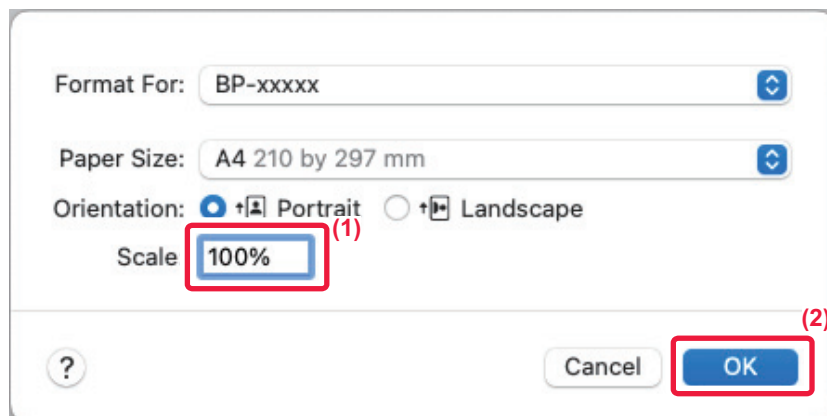 Format For: BP-xxxxx
Paper Size: A4 210 by 297 mm
Orientation: Portrait Landscape
(1)
Scale 100%
(2)
? Cancel OK